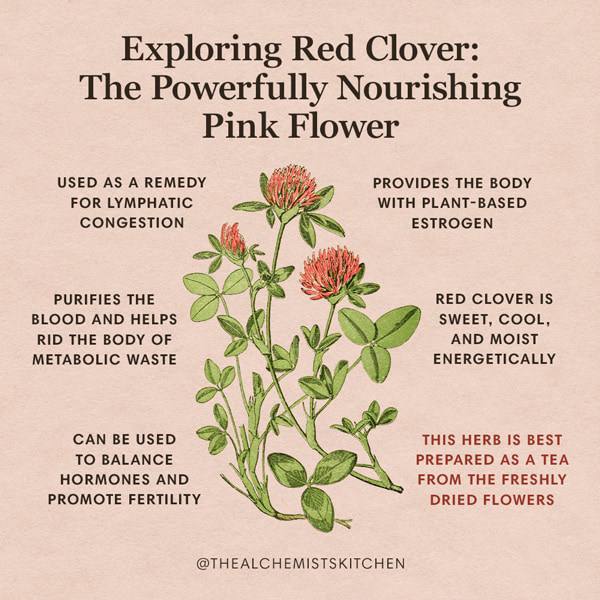 Exploring Red Clover:
The Powerfully Nourishing
Pink Flower
USED AS A REMEDY
FOR LYMPHATIC
CONGESTION
PROVIDES THE BODY
WITH PLANT-BASED
ESTROGEN
PURIFIES THE
BLOOD AND HELPS
RID THE BODY OF
METABOLIC WASTE
RED CLOVER IS
SWEET, COOL,
AND MOIST
ENERGETICALLY
CAN BE USED
TO BALANCE
HORMONES AND
PROMOTE FERTILITY
THIS HERB IS BEST
PREPARED AS A TEA
FROM THE FRESHLY
DRIED FLOWERS
@THEALCHEMISTSKITCHEN